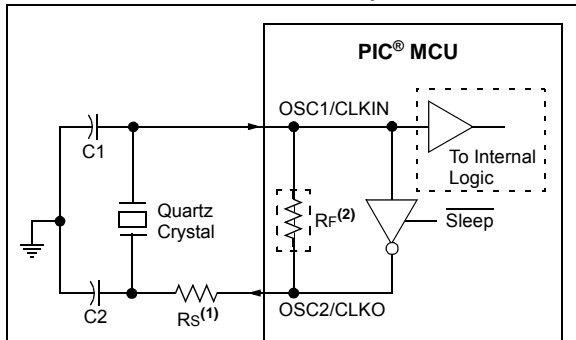 PIC® MCU
OSC1/CLKIN
C1
To Internal
Logic
Quartz
Crystal
RF(2)
Sleep
C2
RS(1)
OSC2/CLKO